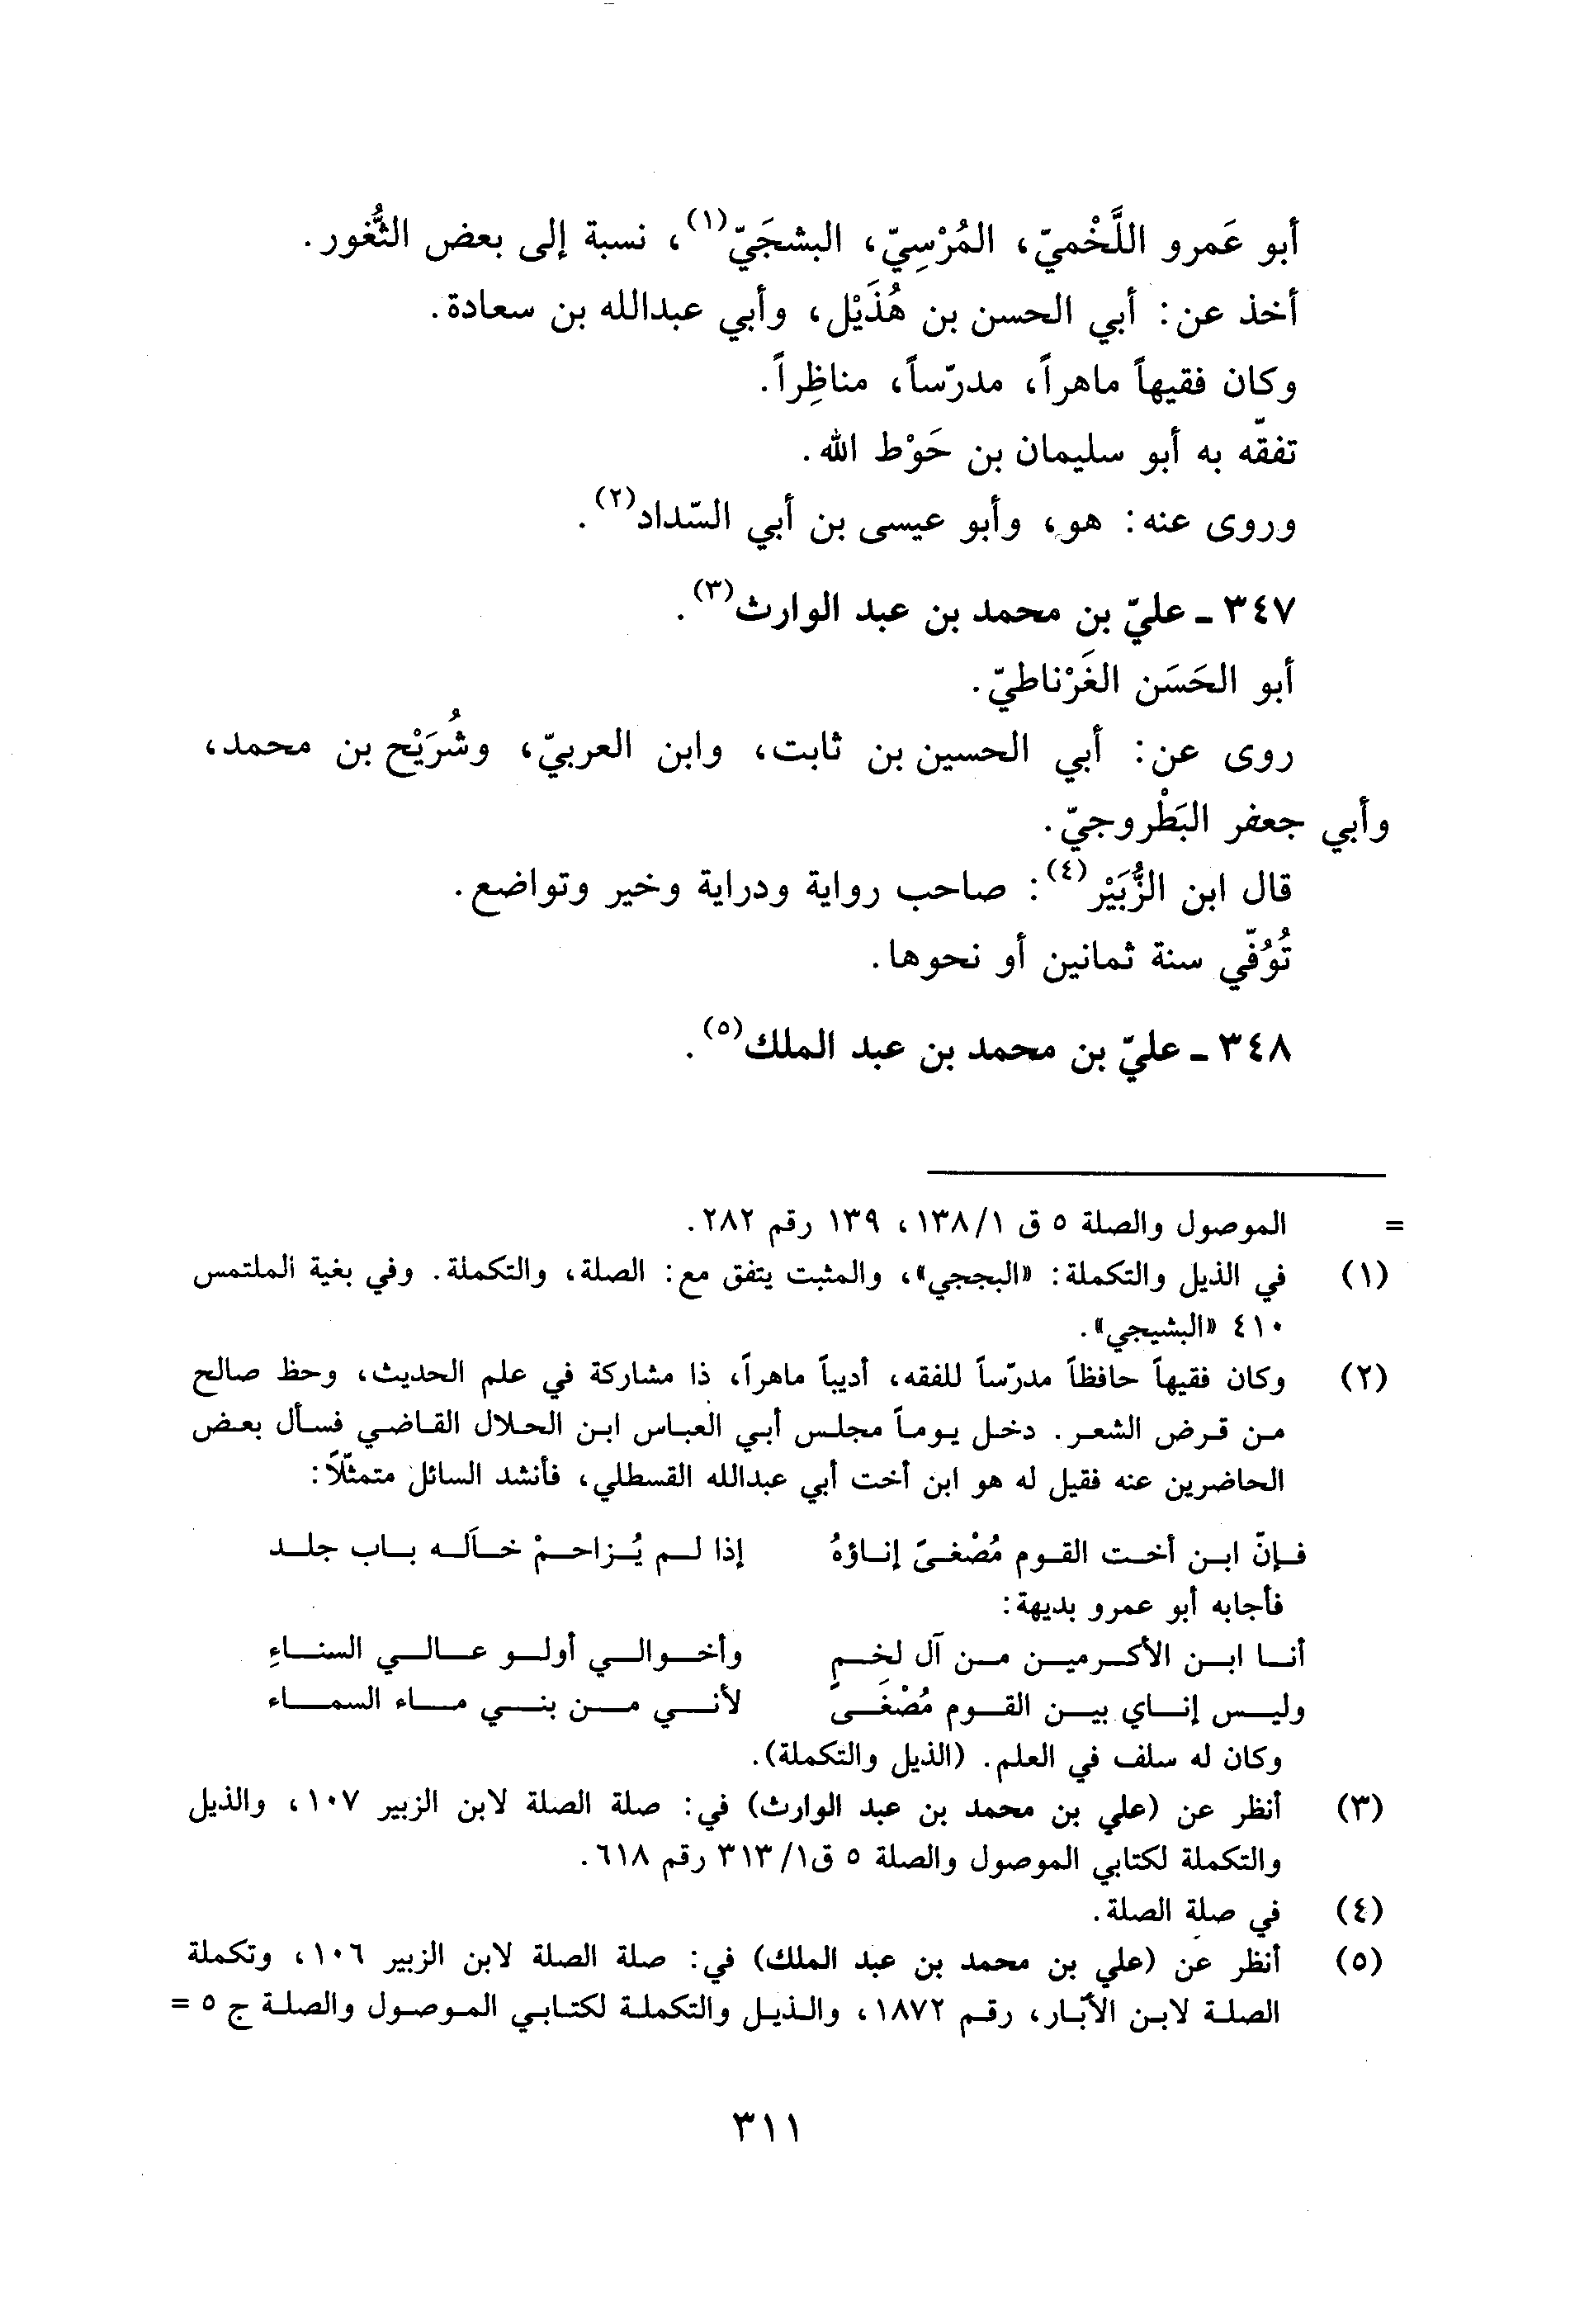 أبو عَمرو اللَّخْميّ، المُرْسِيّ، البشجَيّ(١)، نسبة إلى بعض الثُّغور.
أخذ عن: أبي الحسن بن هُذَيْل، وأبي عبدالله بن سعادة.
وكان فقيهاً ماهراً، مدرّساً، مناظِراً.
تفقّه به أبو سليمان بن حَوْط الله.
وروى عنه: هو، وأبو عيسى بن أبي السّداد(٢).
٣٤٧ ـ عليّ بن محمد بن عبد الوارث(٣).
أبو الحَسَن الغَرْناطيّ.
روى عن: أبي الحسين بن ثابت، وابن العربيّ، وشُرَيْح بن محمد،
وأبي جعفر البَطْروجيّ.
قال ابن الزُّبَيْر(٤): صاحب رواية ودراية وخير وتواضع.
تُوُفّي سنة ثمانين أو نحوها.
٣٤٨ ـ عليّ بن محمد بن عبد الملك(٥).
= الموصول والصلة ٥ ق ١/ ١٣٨، ١٣٩ رقم ٢٨٢.
(١) في الذيل والتكملة: «البججي»، والمثبت يتفق مع: الصلة، والتكملة. وفي بغية الملتمس
٤١٠ «البشيجي».
(٢) وكان فقيهاً حافظاً مدرّساً للفقه، أديباً ماهراً، ذا مشاركة في علم الحديث، وحظ صالح
من قرض الشعر. دخل يوماً مجلس أبي العباس ابن الحلال القاضي فسأل بعض
الحاضرين عنه فقيل له هو ابن أخت أبي عبدالله القسطلي، فأنشد السائل متمثّلاً:
فإنّ ابن أخت القوم مُصْغىً إناؤهُ إذا لم يُزاحمْ خاَله باب جلد
فأجابه أبو عمرو بديهة:
أنا ابن الأكرمين من آل لخمٍ وأخوالي أولو عالي السناءِ
وليس إناي بين القوم مُصْغَىً لأني من بني ماء السماء
وكان له سلف في العلم. (الذيل والتكملة).
(٣) أنظر عن (علي بن محمد بن عبد الوارث) في: صلة الصلة لابن الزبير ١٠٧، والذيل
والتكملة لكتابي الموصول والصلة ٥ ق١/ ٣١٣ رقم ٦١٨.
(٤) في صلة الصلة.
(٥) أنظر عن (علي بن محمد بن عبد الملك) في: صلة الصلة لابن الزبير ١٠٦، وتكملة
الصلة لابن الأبّار، رقم ١٨٧٢، والذيل والتكملة لكتابي الموصول والصلة ج ٥ =
٣١١